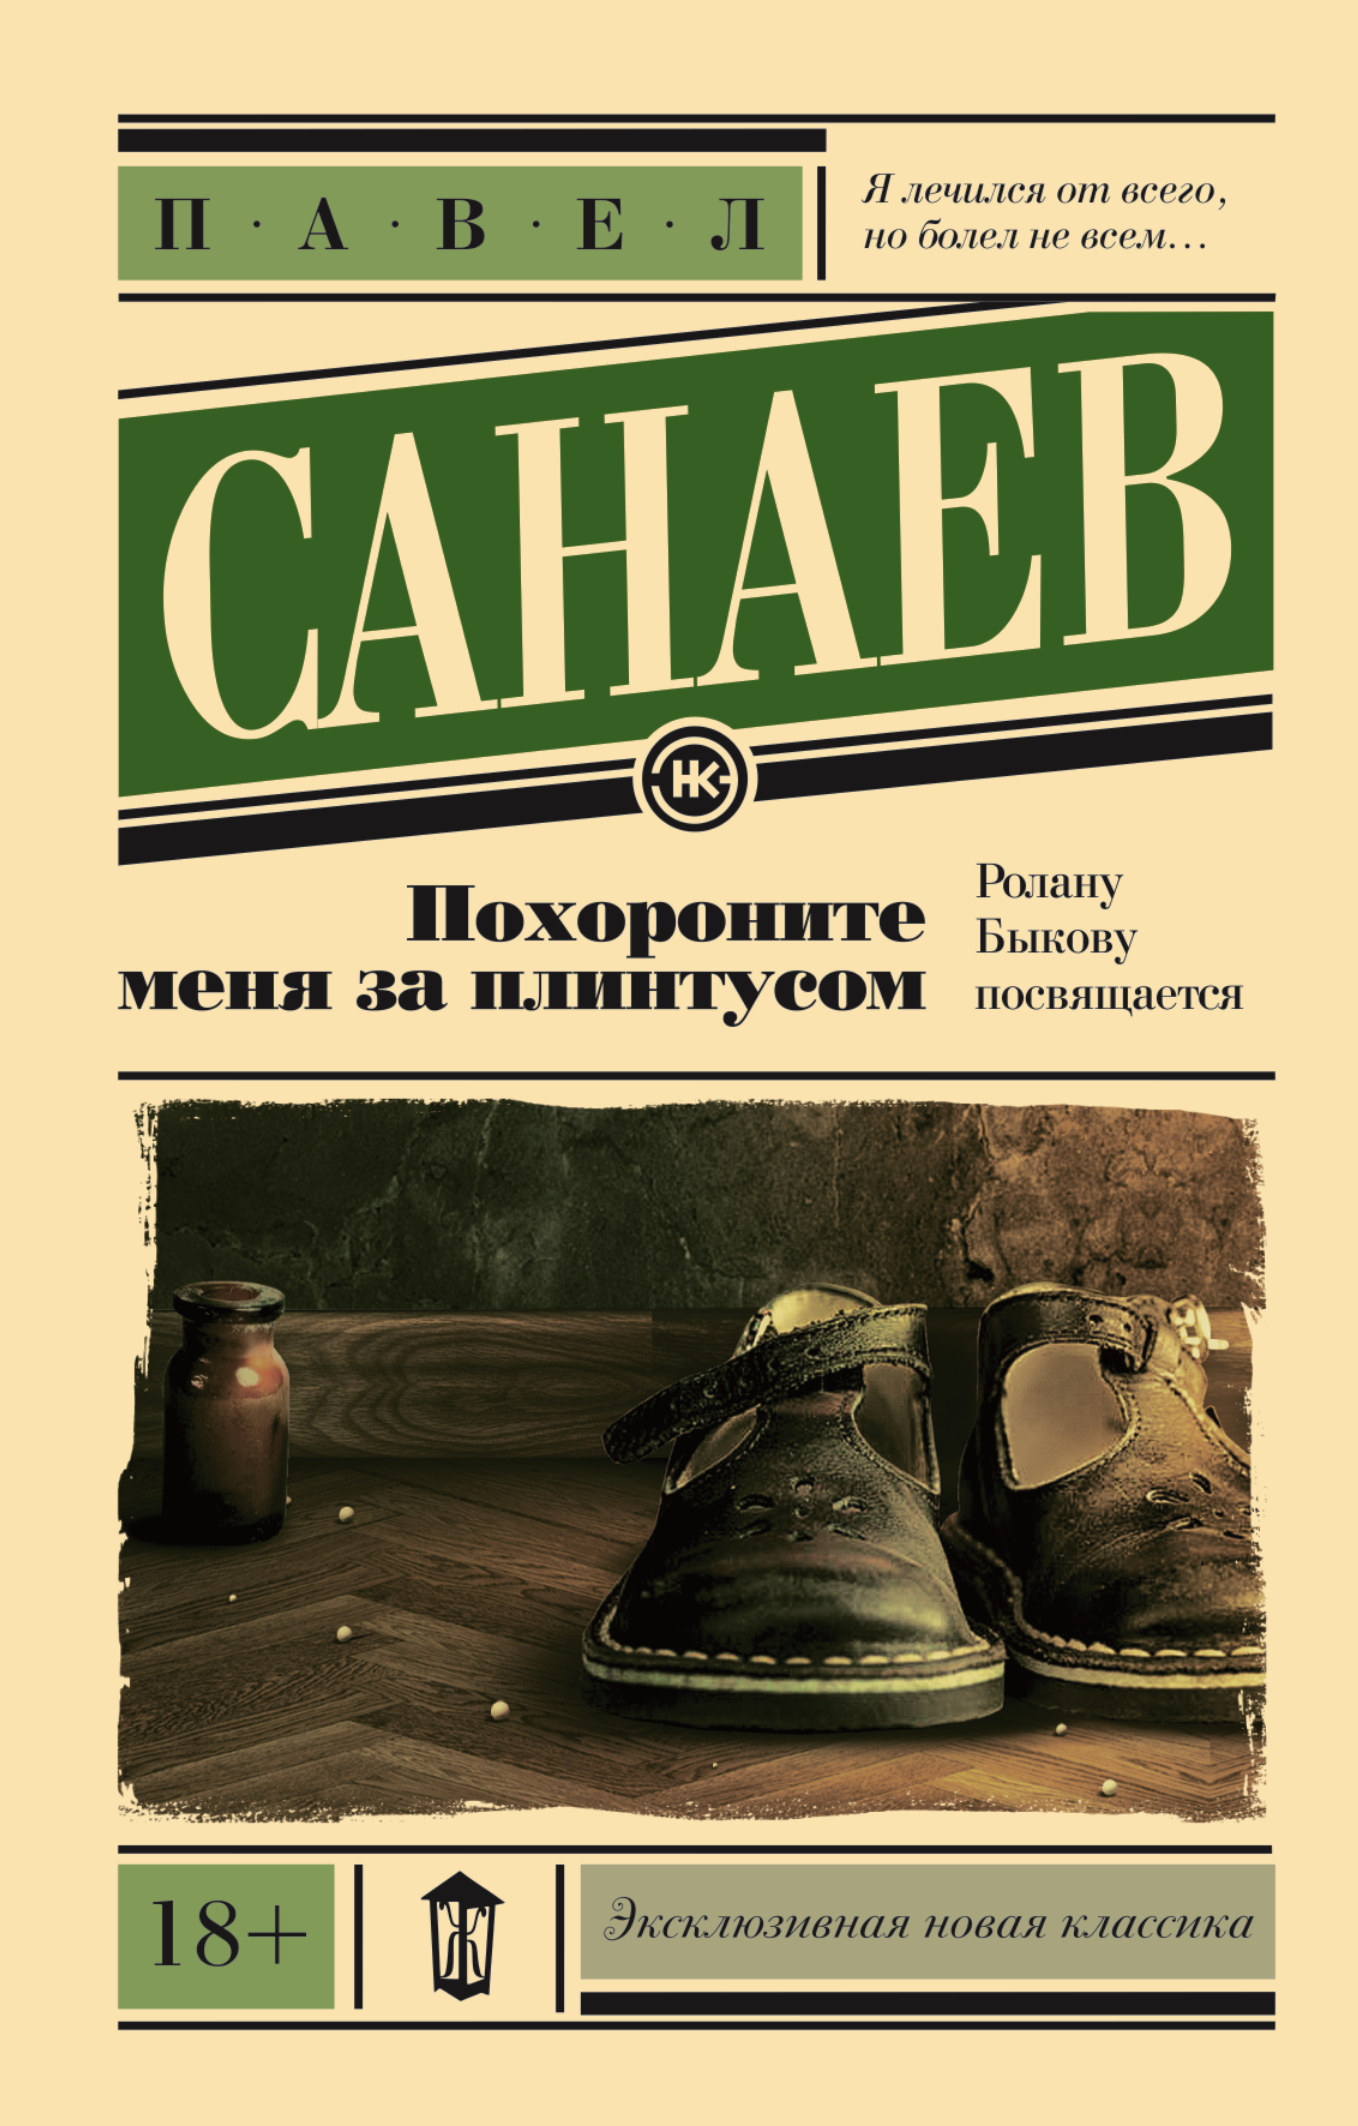 П·А·В·Е·Л
Я лечился от всего,
но болел не всем...
САНАЕВ
НК
Похороните
меня за плинтусом
Ролану
Быкову
посвящается
18+
Эксклюзивная новая классика